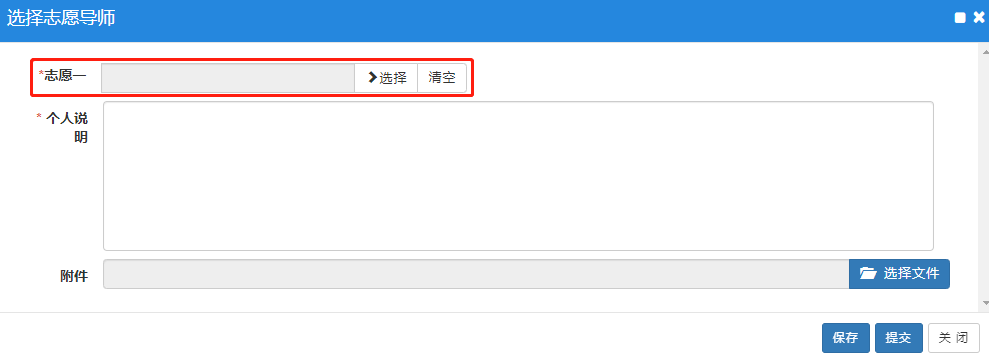 选择志愿导师
*志愿一 选择 清空
* 个人说
明
附件 选择文件
保存 提交 关 闭